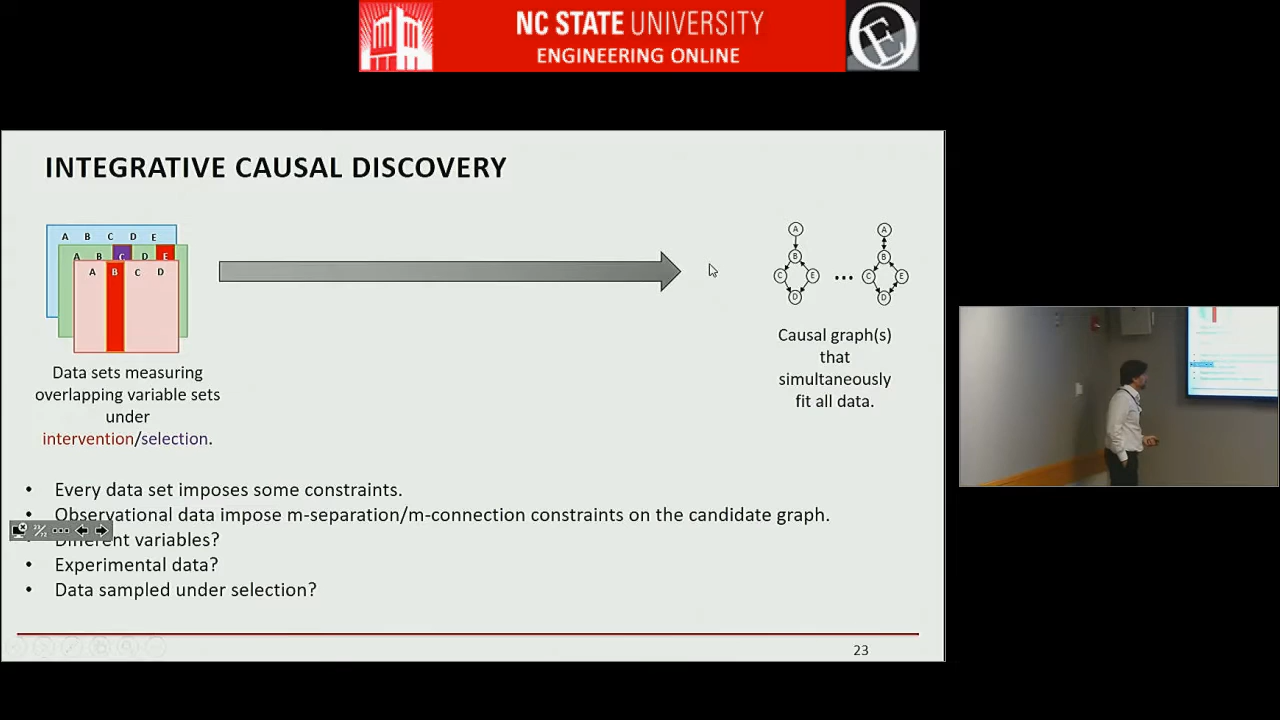 NC STATE UNIVERSITY
ENGINEERING ONLINE
INTEGRATIVE CAUSAL DISCOVERY
A B C D E
A B C D E
A B C D
Data sets measuring
overlapping variable sets
under
intervention/selection.
A
B
C E
D
...
A
B
C E
D
Causal graph(s)
that
simultaneously
fit all data.
• Every data set imposes some constraints.
• Observational data impose m-separation/m-connection constraints on the candidate graph.
Different variables?
• Experimental data?
• Data sampled under selection?
23